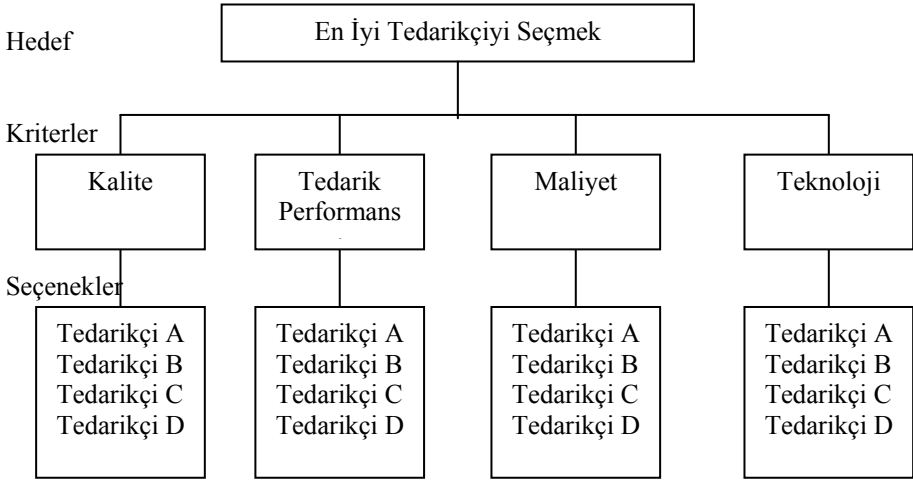 Hedef
En İyi Tedarikçiyi Seçmek
Kriterler
Kalite
Tedarik
Performans
Maliyet
Teknoloji
Seçenekler
Tedarikçi A
Tedarikçi B
Tedarikçi C
Tedarikçi D
Tedarikçi A
Tedarikçi B
Tedarikçi C
Tedarikçi D
Tedarikçi A
Tedarikçi B
Tedarikçi C
Tedarikçi D
Tedarikçi A
Tedarikçi B
Tedarikçi C
Tedarikçi D